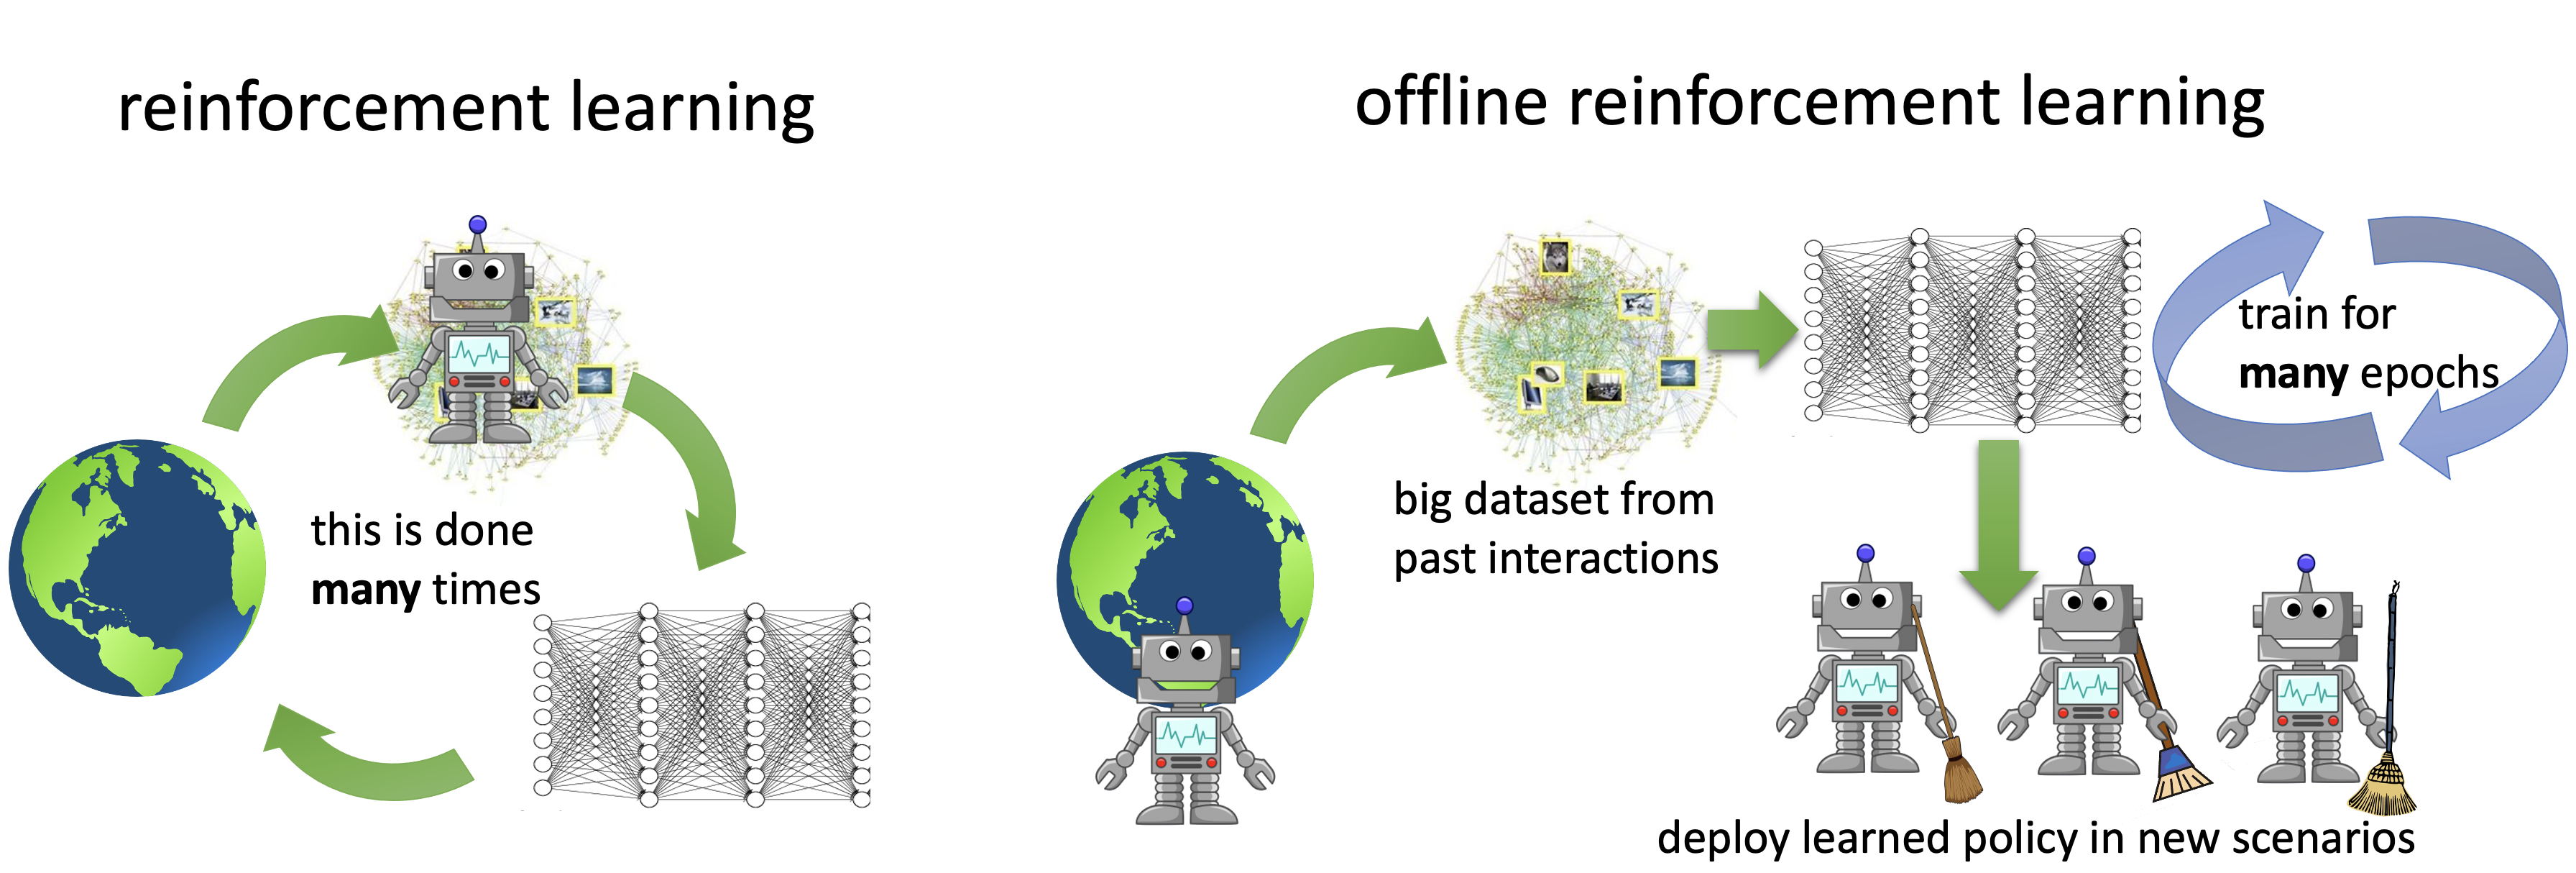 reinforcement learning
this is done
many times
offline reinforcement learning
big dataset from
past interactions
train for
many epochs
deploy learned policy in new scenarios